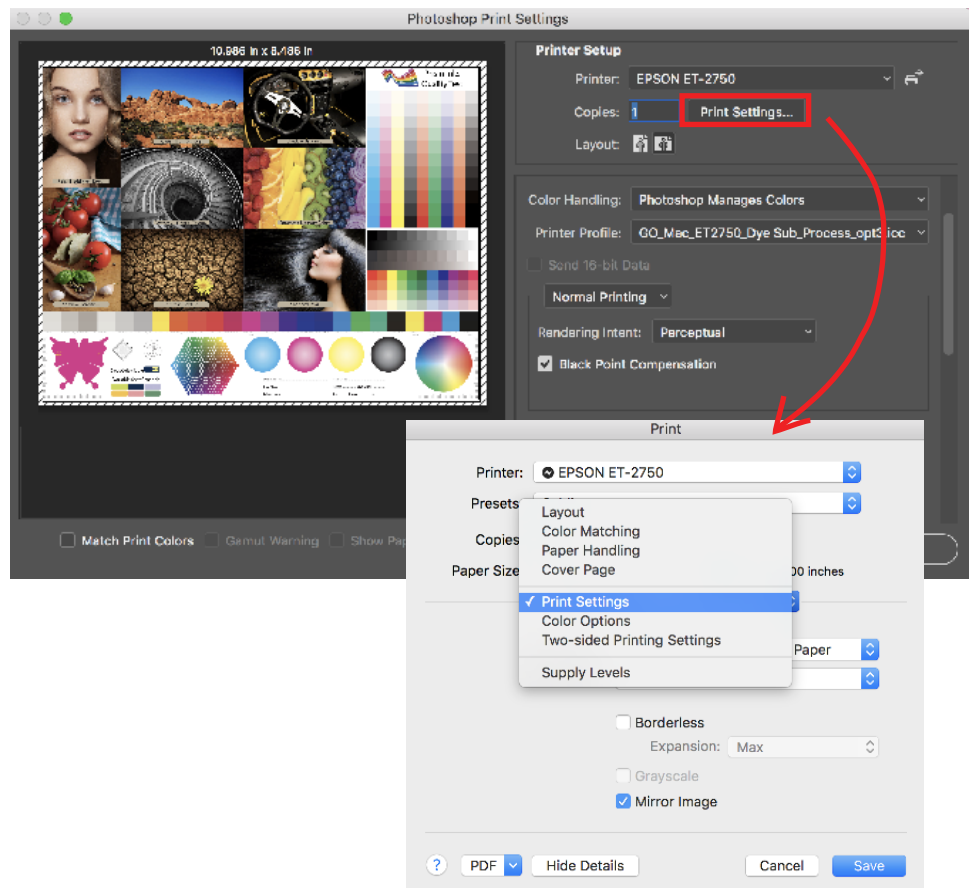 Photoshop Print Settings
10.986 in x 8.486 in
Printer Setup
Printer: EPSON ET-2750
Copies: 1 Print Settings...
Layout:
Color Handling: Photoshop Manages Colors
Printer Profile: GO_Mac_ET2750_Dye Sub_Process_opt3.icc
Send 16-bit Data
Normal Printing
Rendering Intent: Perceptual
Black Point Compensation
Match Print Colors Gamut Warning Show Pap
Print
Printer: EPSON ET-2750
Presets
Layout
Color Matching
Copies
Paper Handling
Paper Size
Cover Page
00 inches
Print Settings
Color Options
Two-sided Printing Settings
Paper
Supply Levels
Borderless
Expansion: Max
Grayscale
Mirror Image
? PDF Hide Details Cancel Save